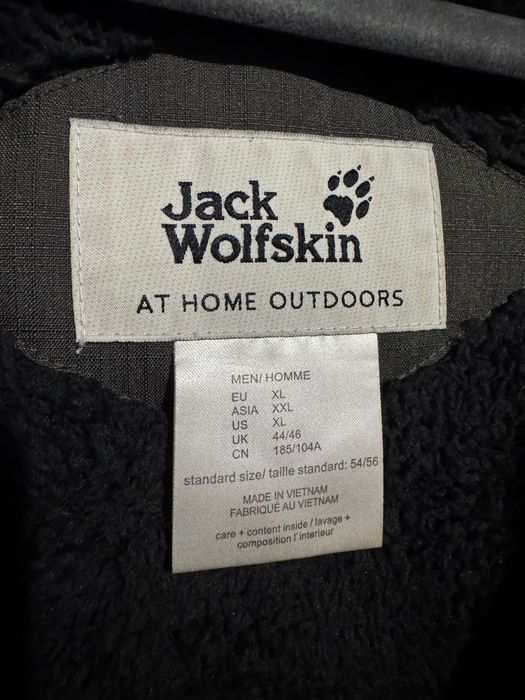 Jack
Wolfskin
AT HOME OUTDOORS
MEN/ HOMME
EU XL
ASIA XXL
US XL
UK 44/46
CN 185/104A
standard size/ taille standard: 54/56
MADE IN VIETNAM
FABRIQUÉ AU VIETNAM
care + content inside / lavage +
composition l'interieur